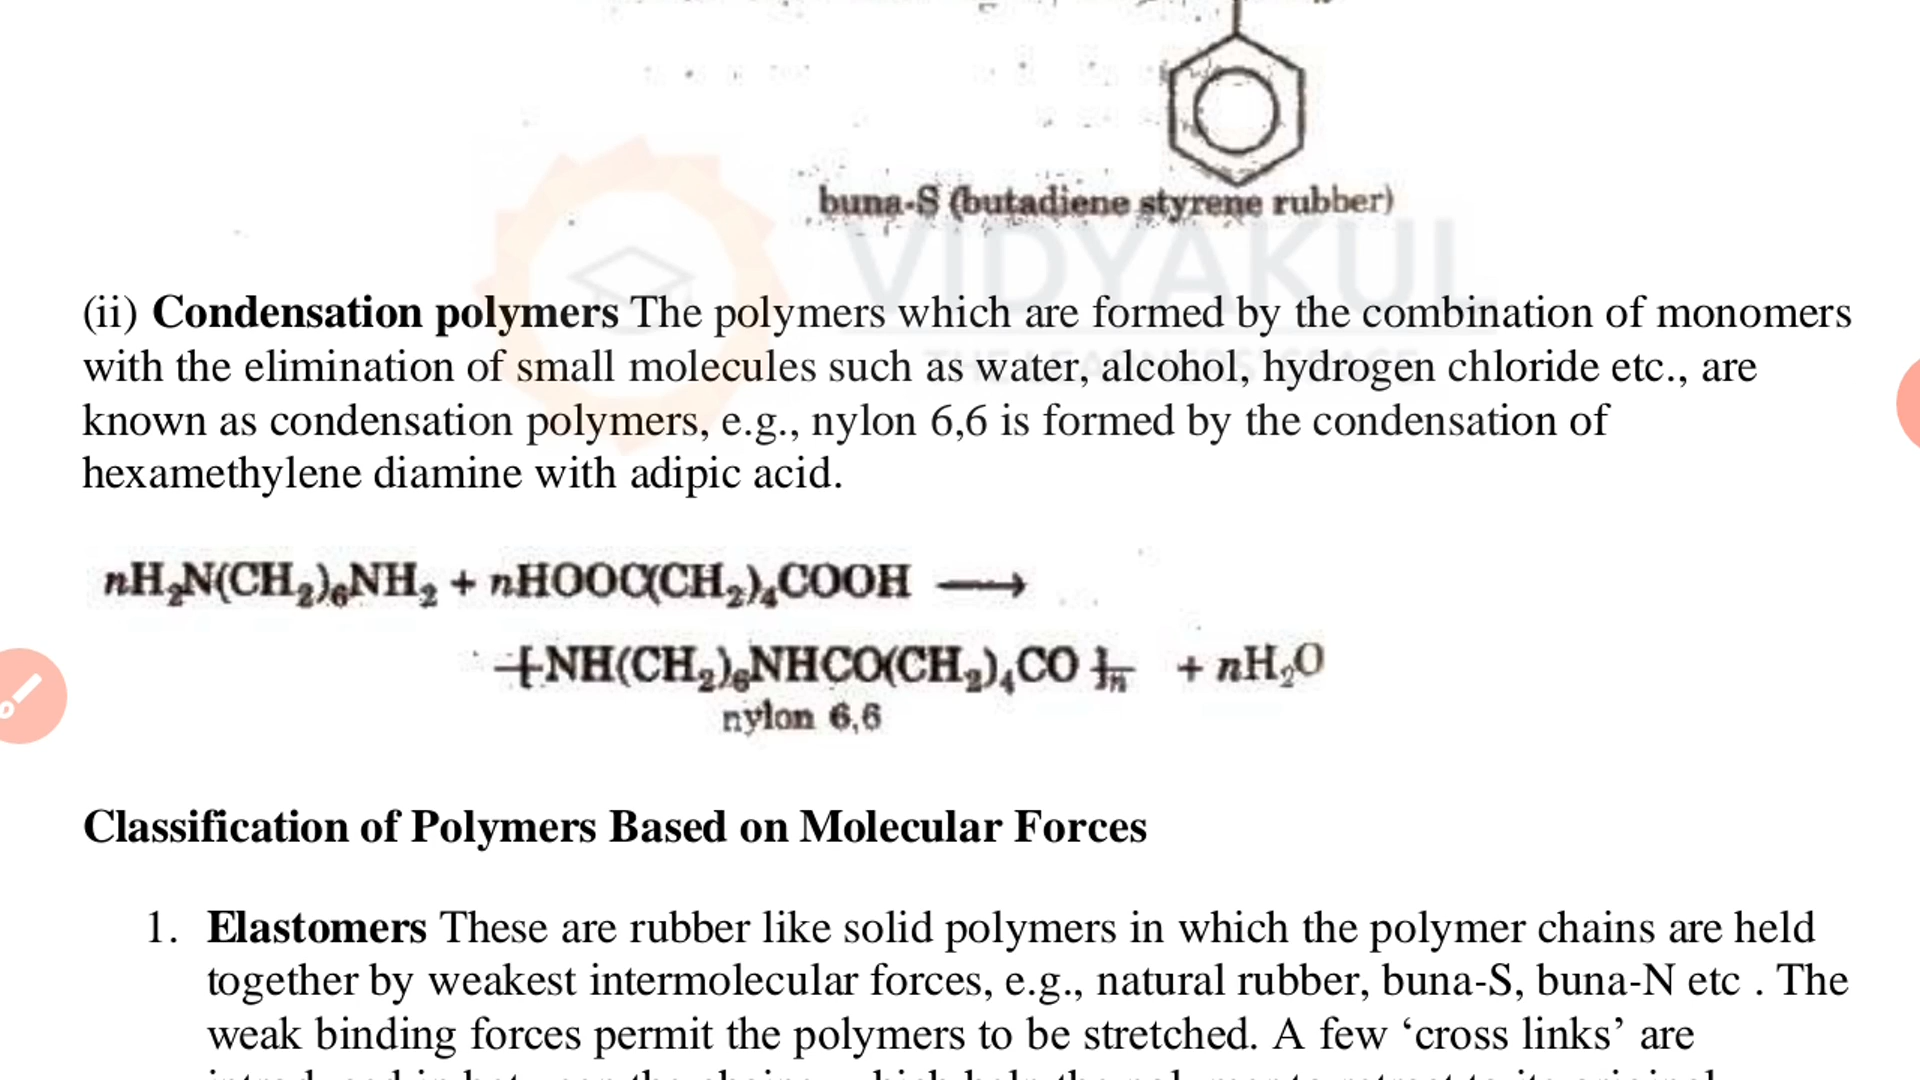 buna-S (butadiene styrene rubber)
VIDYAKUL
(ii) Condensation polymers The polymers which are formed by the combination of monomers
with the elimination of small molecules such as water, alcohol, hydrogen chloride etc., are
known as condensation polymers, e.g., nylon 6,6 is formed by the condensation of
hexamethylene diamine with adipic acid.
nH₂N(CH₂)₆NH₂ + nHOOC(CH₂)₄COOH ⟶
-[-NH(CH₂)₆NHCO(CH₂)₄CO-]-ₙ + nH₂O
nylon 6,6
Classification of Polymers Based on Molecular Forces
1. Elastomers These are rubber like solid polymers in which the polymer chains are held
together by weakest intermolecular forces, e.g., natural rubber, buna-S, buna-N etc . The
weak binding forces permit the polymers to be stretched. A few ‘cross links’ are